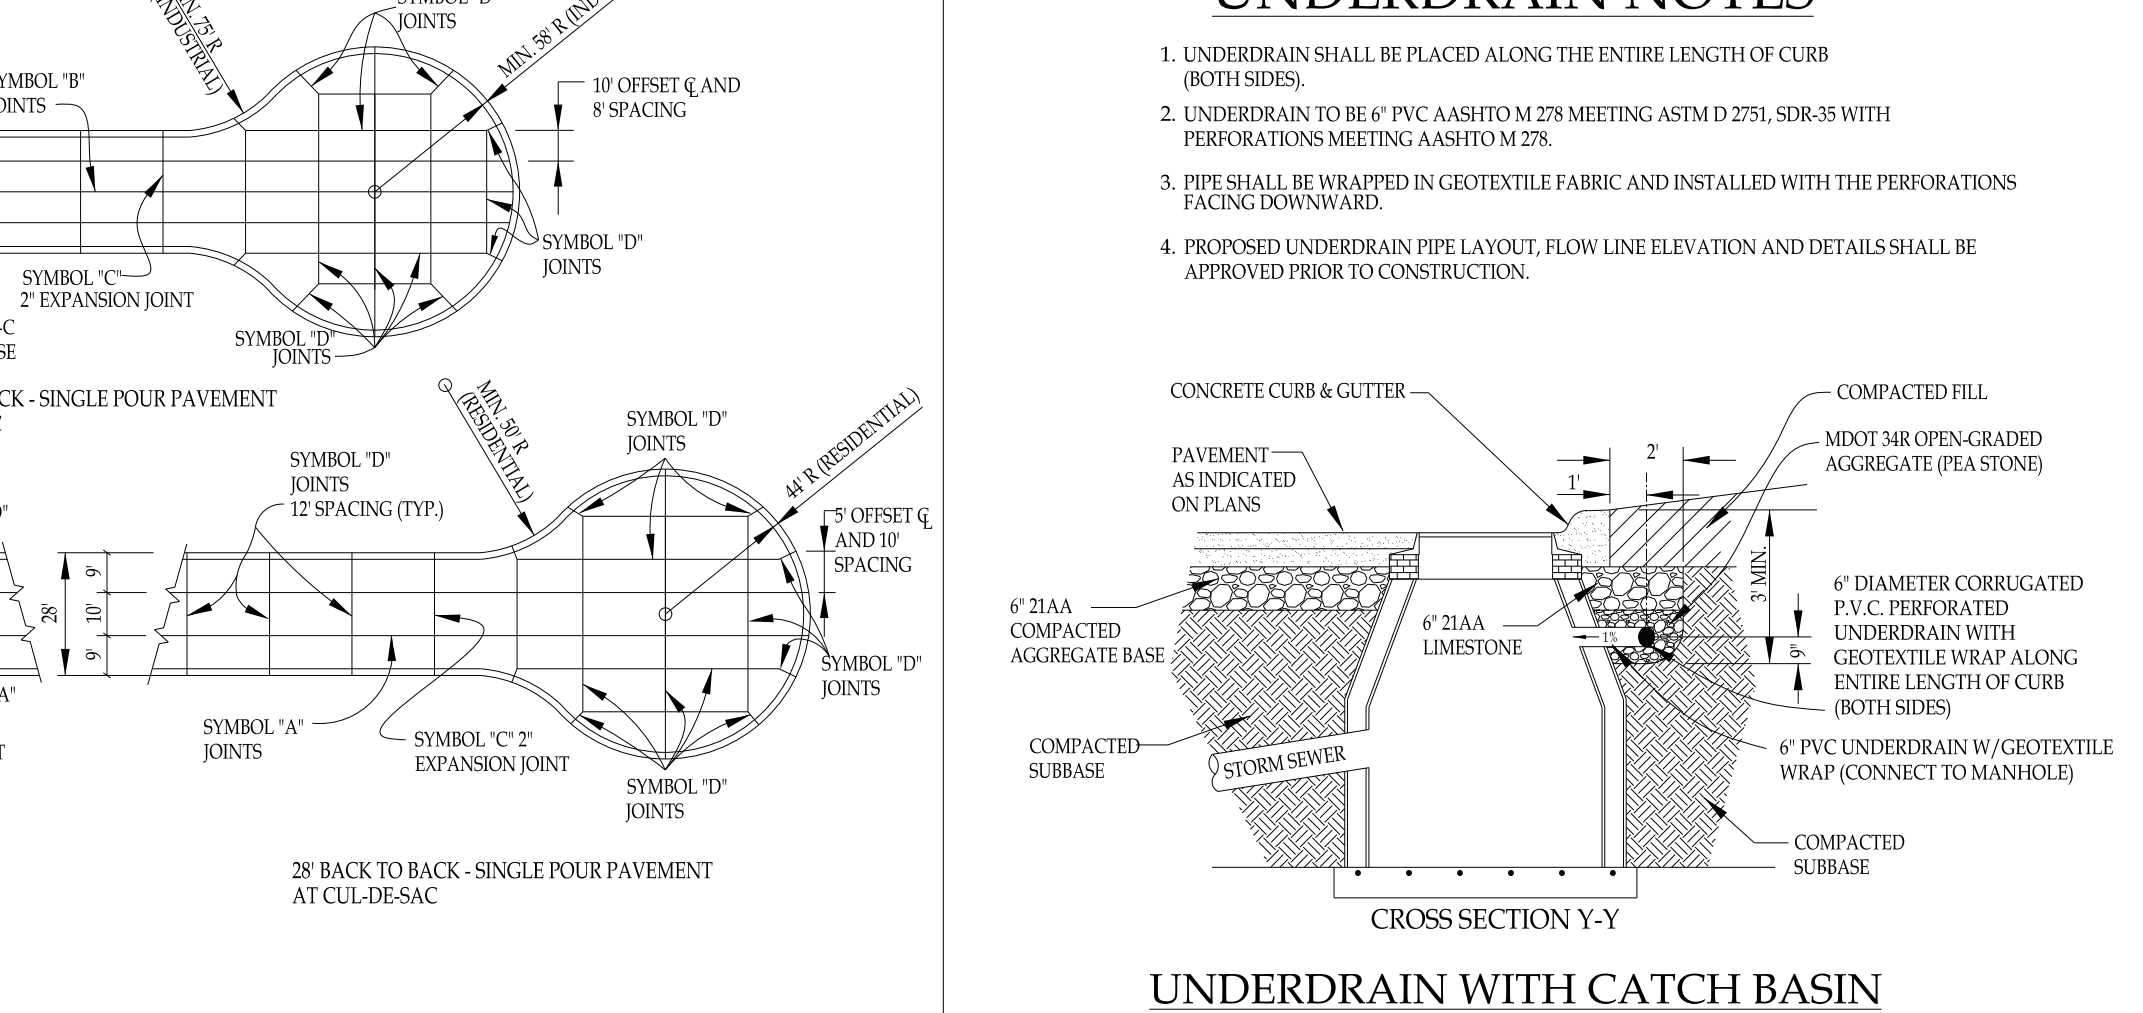 JOINTS
MIN. 58' R
INDUSTRIAL)
75' R
10' OFFSET ℄ AND
8' SPACING
"B"
SYMBOL "D"
JOINTS
SYMBOL "C"
2" EXPANSION JOINT
SYMBOL "D"
JOINTS
- SINGLE POUR PAVEMENT
MIN. 50' R
(RESIDENTIAL)
SYMBOL "D"
JOINTS
44' R (RESIDENTIAL)
SYMBOL "D"
JOINTS
12' SPACING (TYP.)
5' OFFSET ℄
AND 10'
SPACING
28'
9'
10'
9'
SYMBOL "D"
JOINTS
SYMBOL "A"
JOINTS
SYMBOL "C" 2"
EXPANSION JOINT
SYMBOL "D"
JOINTS
28' BACK TO BACK - SINGLE POUR PAVEMENT
AT CUL-DE-SAC
UNDERDRAIN NOTES
1. UNDERDRAIN SHALL BE PLACED ALONG THE ENTIRE LENGTH OF CURB
(BOTH SIDES).
2. UNDERDRAIN TO BE 6" PVC AASHTO M 278 MEETING ASTM D 2751, SDR-35 WITH
PERFORATIONS MEETING AASHTO M 278.
3. PIPE SHALL BE WRAPPED IN GEOTEXTILE FABRIC AND INSTALLED WITH THE PERFORATIONS
FACING DOWNWARD.
4. PROPOSED UNDERDRAIN PIPE LAYOUT, FLOW LINE ELEVATION AND DETAILS SHALL BE
APPROVED PRIOR TO CONSTRUCTION.
CONCRETE CURB & GUTTER
COMPACTED FILL
PAVEMENT
AS INDICATED
ON PLANS
2'
1'
MDOT 34R OPEN-GRADED
AGGREGATE (PEA STONE)
3' MIN.
9"
6" 21AA
COMPACTED
AGGREGATE BASE
6" 21AA
LIMESTONE
1%
6" DIAMETER CORRUGATED
P.V.C. PERFORATED
UNDERDRAIN WITH
GEOTEXTILE WRAP ALONG
ENTIRE LENGTH OF CURB
(BOTH SIDES)
COMPACTED
SUBBASE
STORM SEWER
6" PVC UNDERDRAIN W/GEOTEXTILE
WRAP (CONNECT TO MANHOLE)
COMPACTED
SUBBASE
CROSS SECTION Y-Y
UNDERDRAIN WITH CATCH BASIN